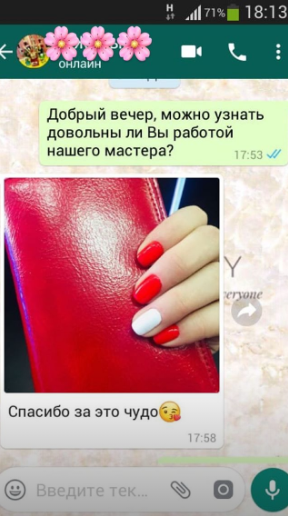 71% 18:13
онлайн
Добрый вечер, можно узнать
довольны ли Вы работой
нашего мастера?
17:53
Y
everyone
Спасибо за это чудо😘
17:58
Введите тек...